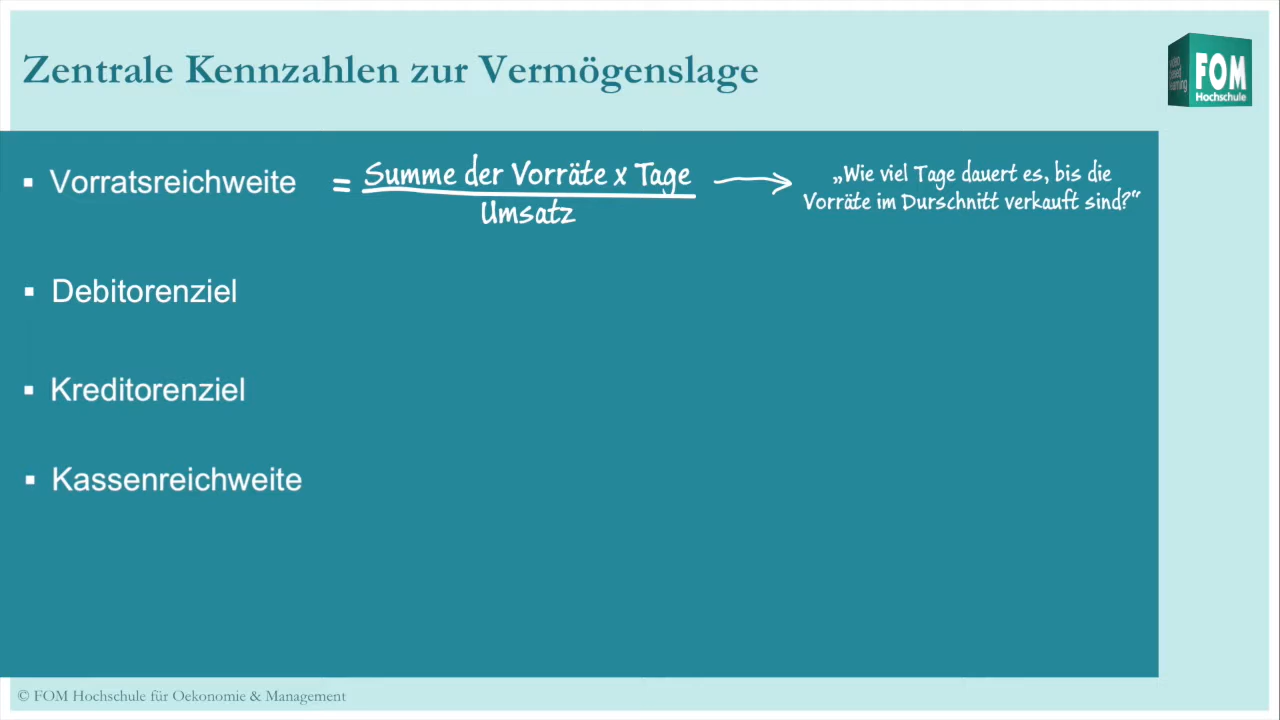 Zentrale Kennzahlen zur Vermögenslage
FOM
Hochschule
▪ Vorratsreichweite = Summe der Vorräte x Tage
Umsatz
„Wie viel Tage dauert es, bis die
Vorräte im Durschnitt verkauft sind?“
▪ Debitorenziel
▪ Kreditorenziel
▪ Kassenreichweite
© FOM Hochschule für Oekonomie & Management